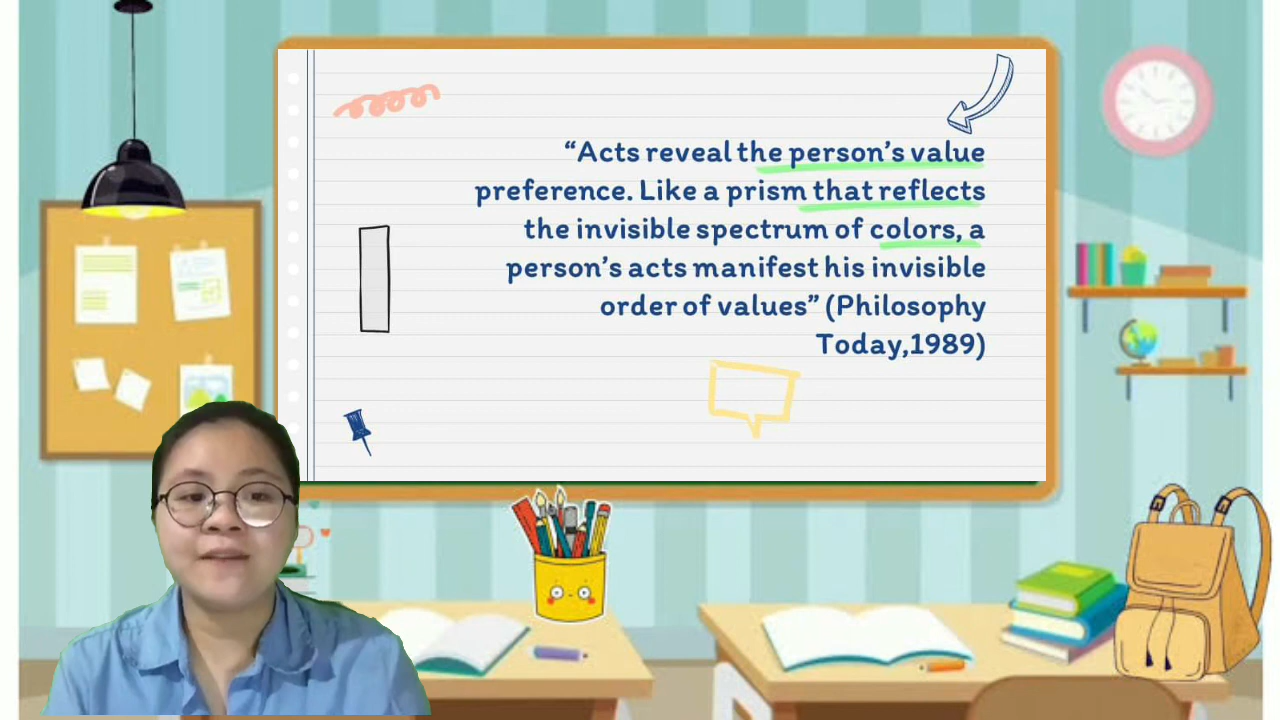 “Acts reveal the person’s value
preference. Like a prism that reflects
the invisible spectrum of colors, a
person’s acts manifest his invisible
order of values” (Philosophy
Today,1989)